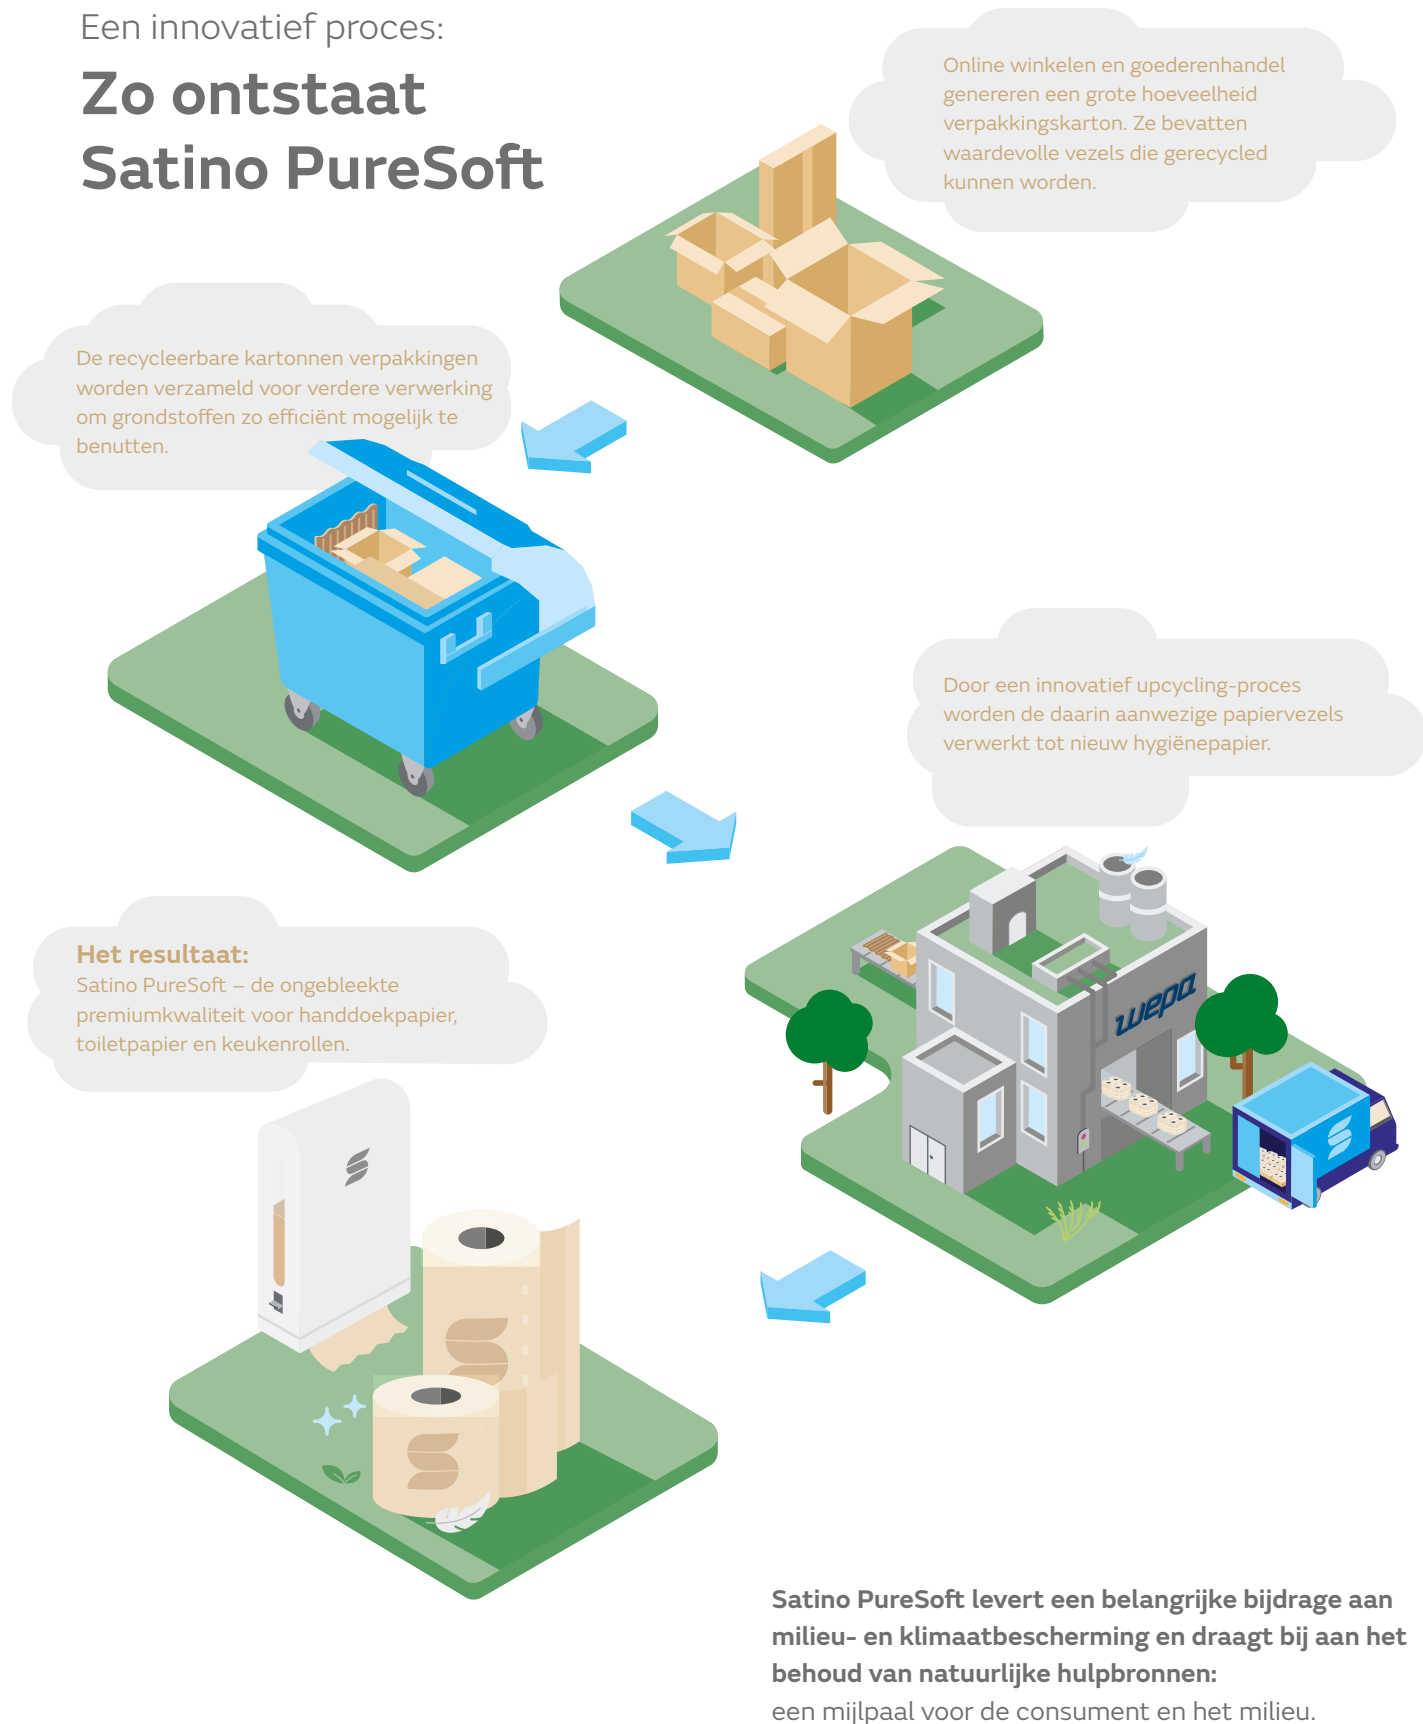 Een innovatief proces:
Zo ontstaat
Satino PureSoft
Online winkelen en goederenhandel
genereren een grote hoeveelheid
verpakkingskarton. Ze bevatten
waardevolle vezels die gerecycled
kunnen worden.
De recycleerbare kartonnen verpakkingen
worden verzameld voor verdere verwerking
om grondstoffen zo efficiënt mogelijk te
benutten.
Door een innovatief upcycling-proces
worden de daarin aanwezige papiervezels
verwerkt tot nieuw hygiënepapier.
wepa
Het resultaat:
Satino PureSoft – de ongebleekte
premiumkwaliteit voor handdoekpapier,
toiletpapier en keukenrollen.
Satino PureSoft levert een belangrijke bijdrage aan
milieu- en klimaatbescherming en draagt bij aan het
behoud van natuurlijke hulpbronnen:
een mijlpaal voor de consument en het milieu.